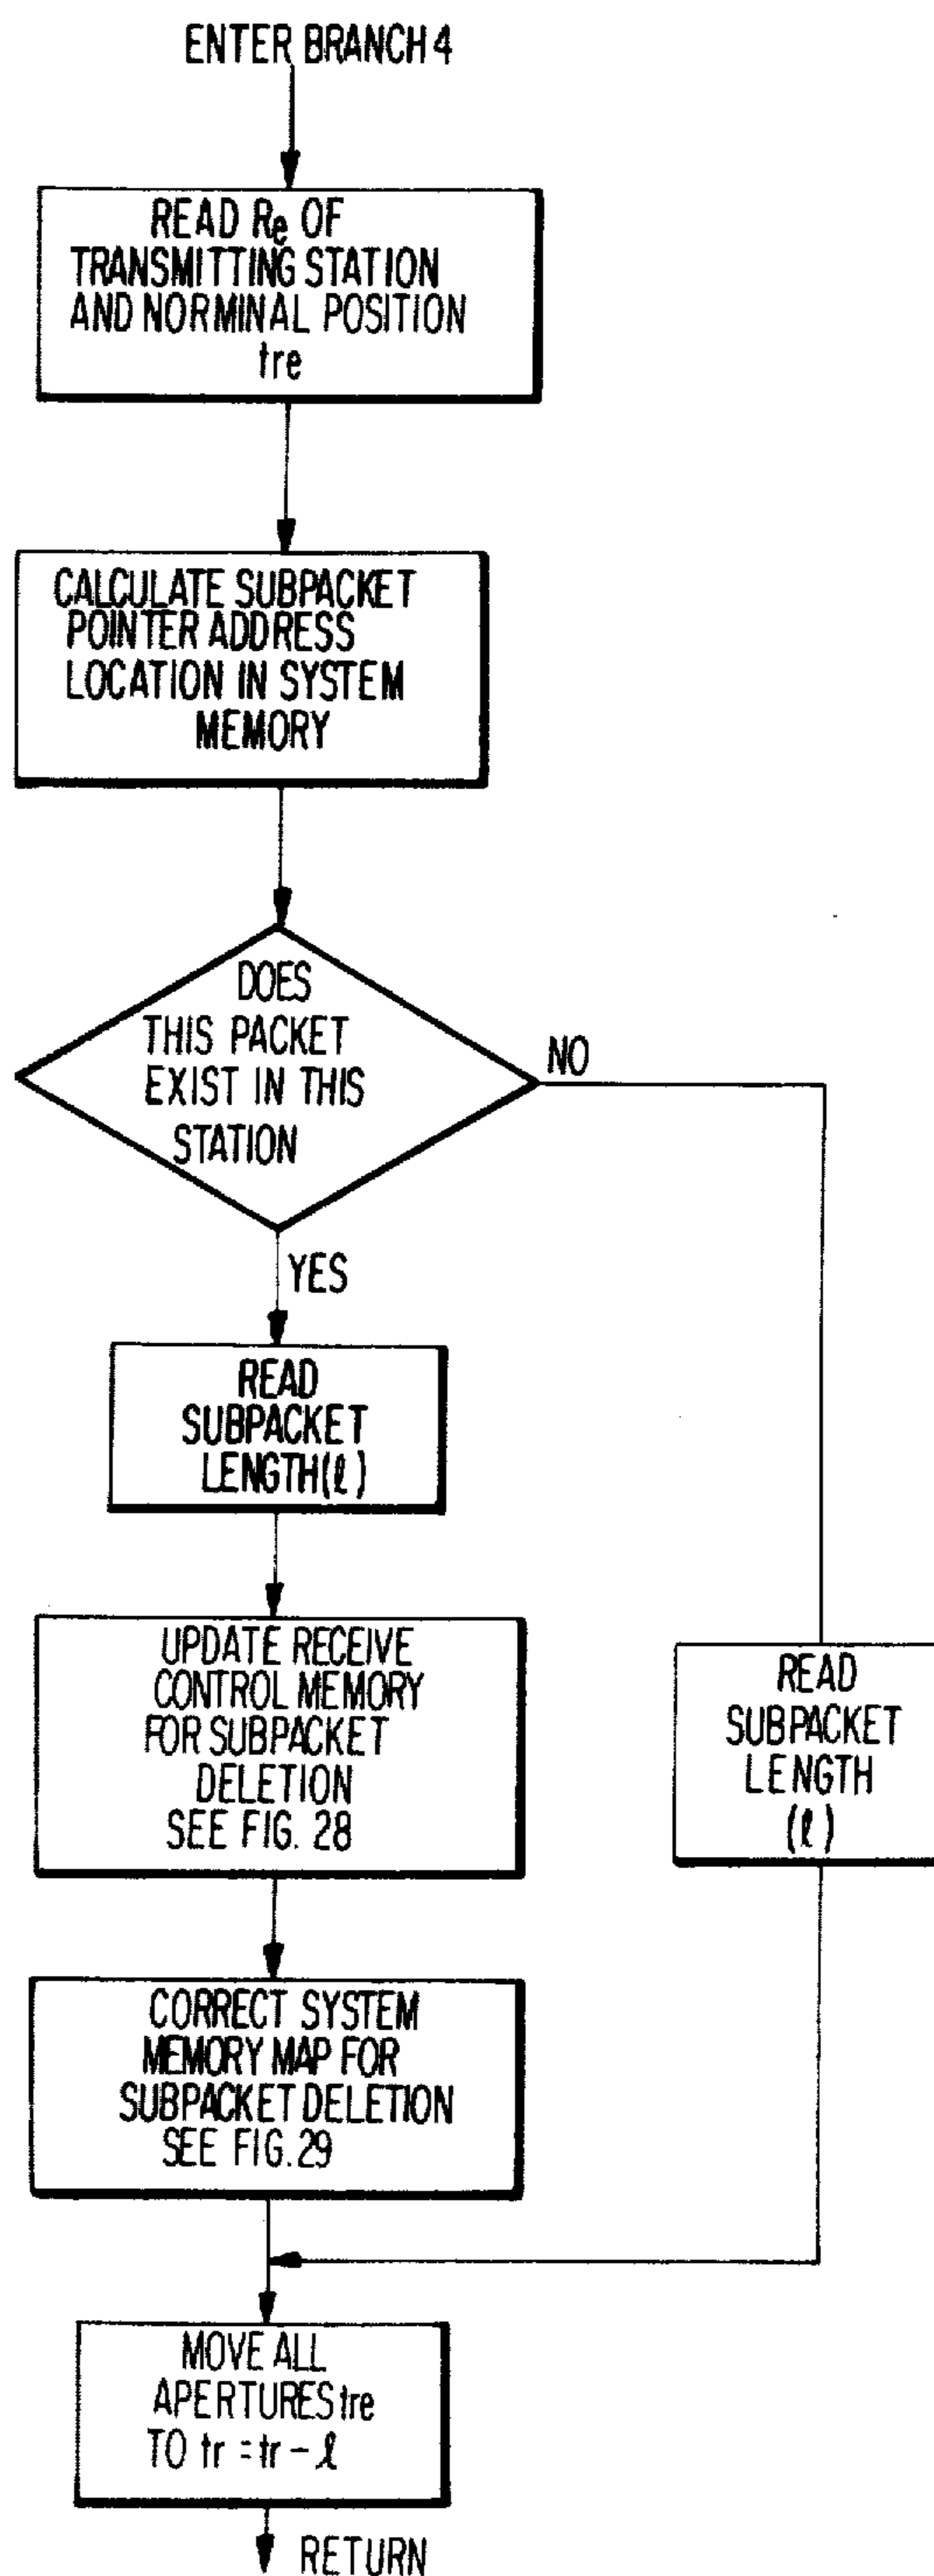 ENTER BRANCH 4
READ Re OF
TRANSMITTING STATION
AND NORMINAL POSITION
tre
CALCULATE SUBPACKET
POINTER ADDRESS
LOCATION IN SYSTEM
MEMORY
DOES
THIS PACKET
EXIST IN THIS
STATION
NO
YES
READ
SUBPACKET
LENGTH(ℓ)
UPDATE RECEIVE
CONTROL MEMORY
FOR SUBPACKET
DELETION
SEE FIG. 28
READ
SUBPACKET
LENGTH
(ℓ)
CORRECT SYSTEM
MEMORY MAP FOR
SUBPACKET DELETION
SEE FIG. 29
MOVE ALL
APERTURES tre
TO tr = tr - ℓ
RETURN